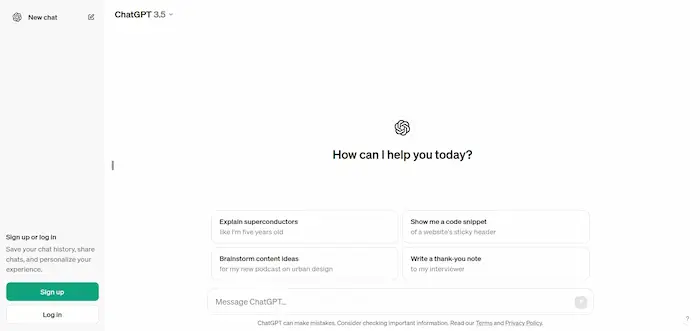 New chat
ChatGPT 3.5
How can I help you today?
Explain superconductors
like I'm five years old
Show me a code snippet
of a website's sticky header
Brainstorm content ideas
for my new podcast on urban design
Write a thank-you note
to my interviewer
Sign up or log in
Save your chat history, share
chats, and personalize your
experience.
Sign up
Log in
Message ChatGPT...
ChatGPT can make mistakes. Consider checking important information. Read our Terms and Privacy Policy.
?